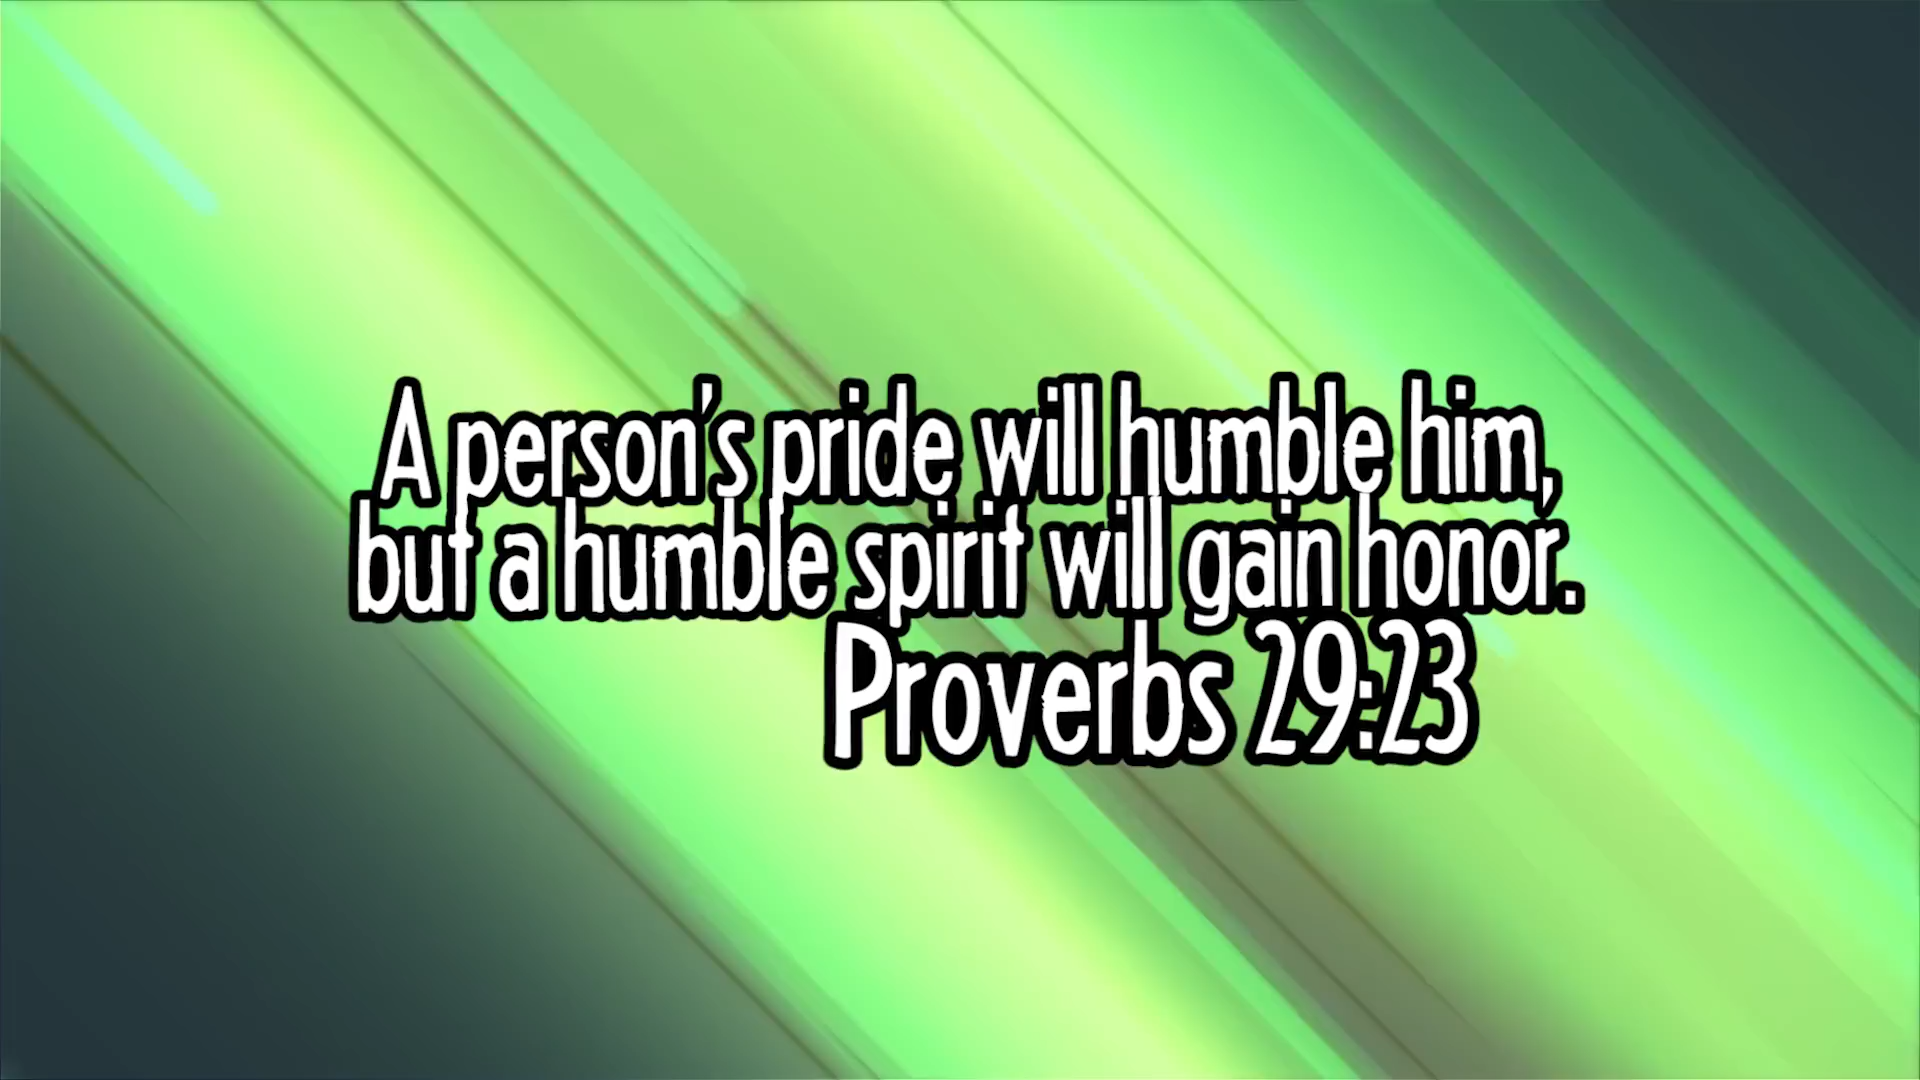 A person's pride will humble him,
but a humble spirit will gain honor.
Proverbs 29:23